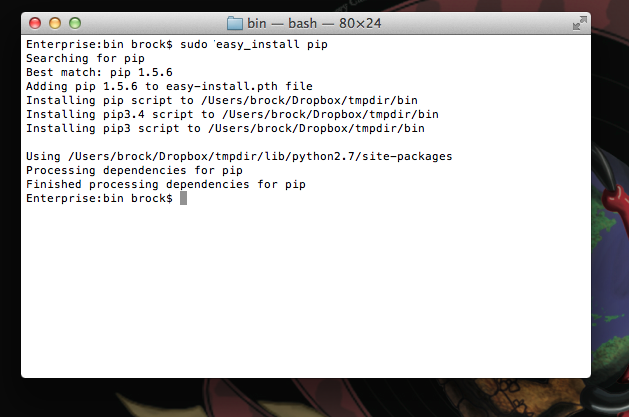 bin — bash — 80×24
Enterprise:bin brock$ sudo easy_install pip
Searching for pip
Best match: pip 1.5.6
Adding pip 1.5.6 to easy-install.pth file
Installing pip script to /Users/brock/Dropbox/tmpdir/bin
Installing pip3.4 script to /Users/brock/Dropbox/tmpdir/bin
Installing pip3 script to /Users/brock/Dropbox/tmpdir/bin

Using /Users/brock/Dropbox/tmpdir/lib/python2.7/site-packages
Processing dependencies for pip
Finished processing dependencies for pip
Enterprise:bin brock$